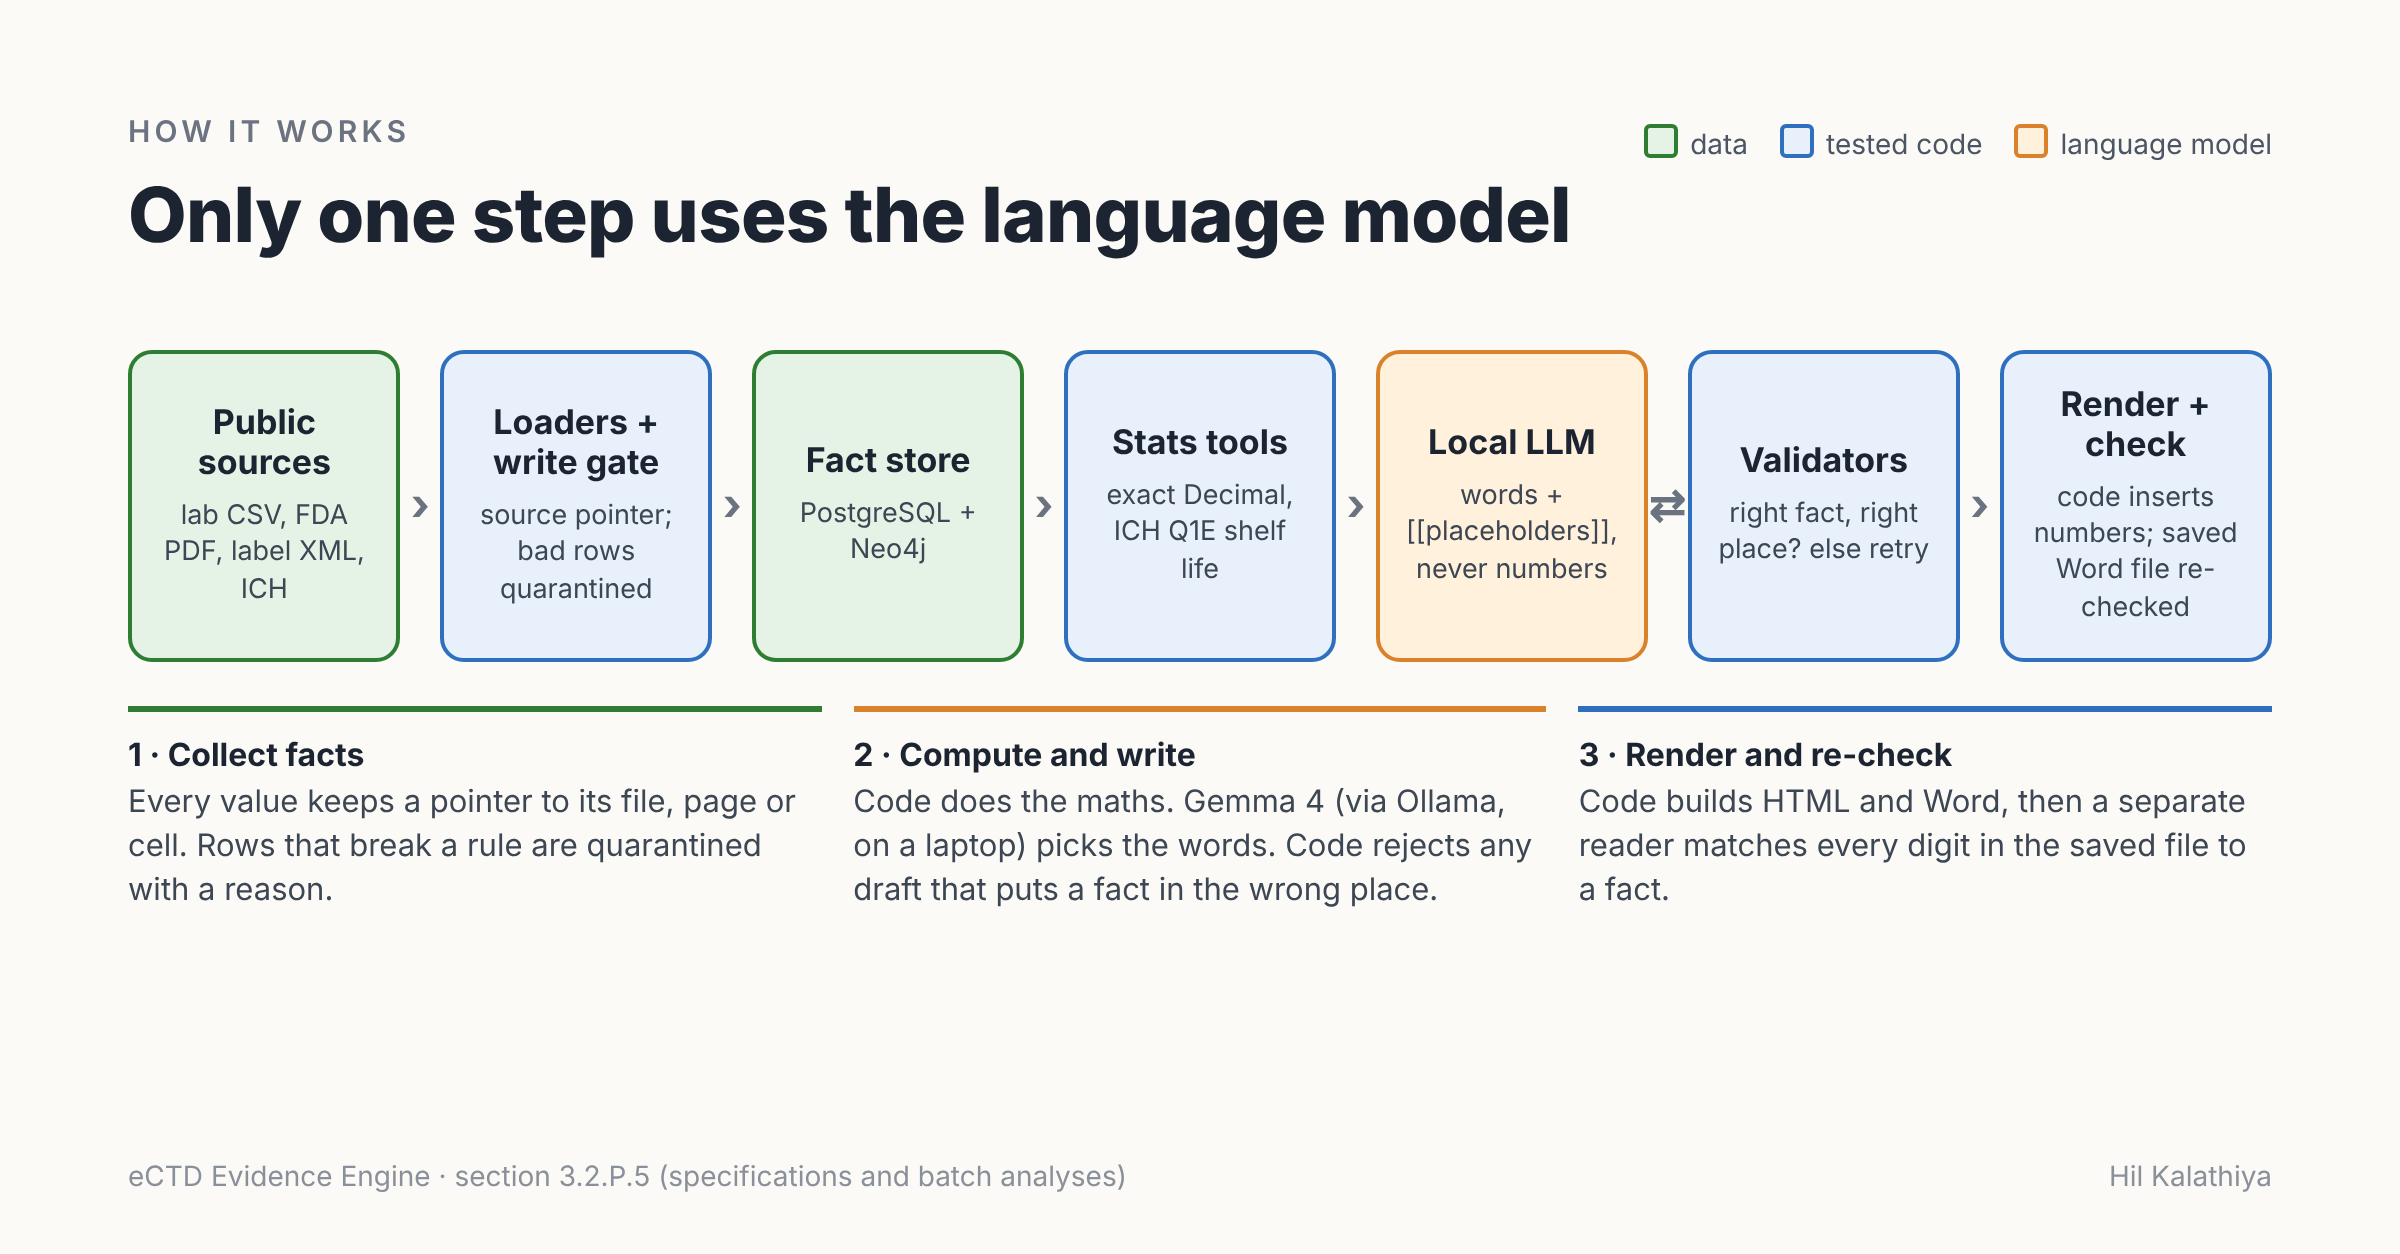 HOW IT WORKS
data
tested code
language model
Only one step uses the language model
Public
sources
lab CSV, FDA
PDF, label XML,
ICH
›
Loaders +
write gate
source pointer;
bad rows
quarantined
›
Fact store
PostgreSQL +
Neo4j
›
Stats tools
exact Decimal,
ICH Q1E shelf
life
›
Local LLM
words +
[[placeholders]],
never numbers
⇄
Validators
right fact, right
place? else retry
›
Render +
check
code inserts
numbers; saved
Word file re-
checked
1 · Collect facts
Every value keeps a pointer to its file, page or
cell. Rows that break a rule are quarantined
with a reason.
2 · Compute and write
Code does the maths. Gemma 4 (via Ollama,
on a laptop) picks the words. Code rejects any
draft that puts a fact in the wrong place.
3 · Render and re-check
Code builds HTML and Word, then a separate
reader matches every digit in the saved file to
a fact.
eCTD Evidence Engine · section 3.2.P.5 (specifications and batch analyses)
Hil Kalathiya